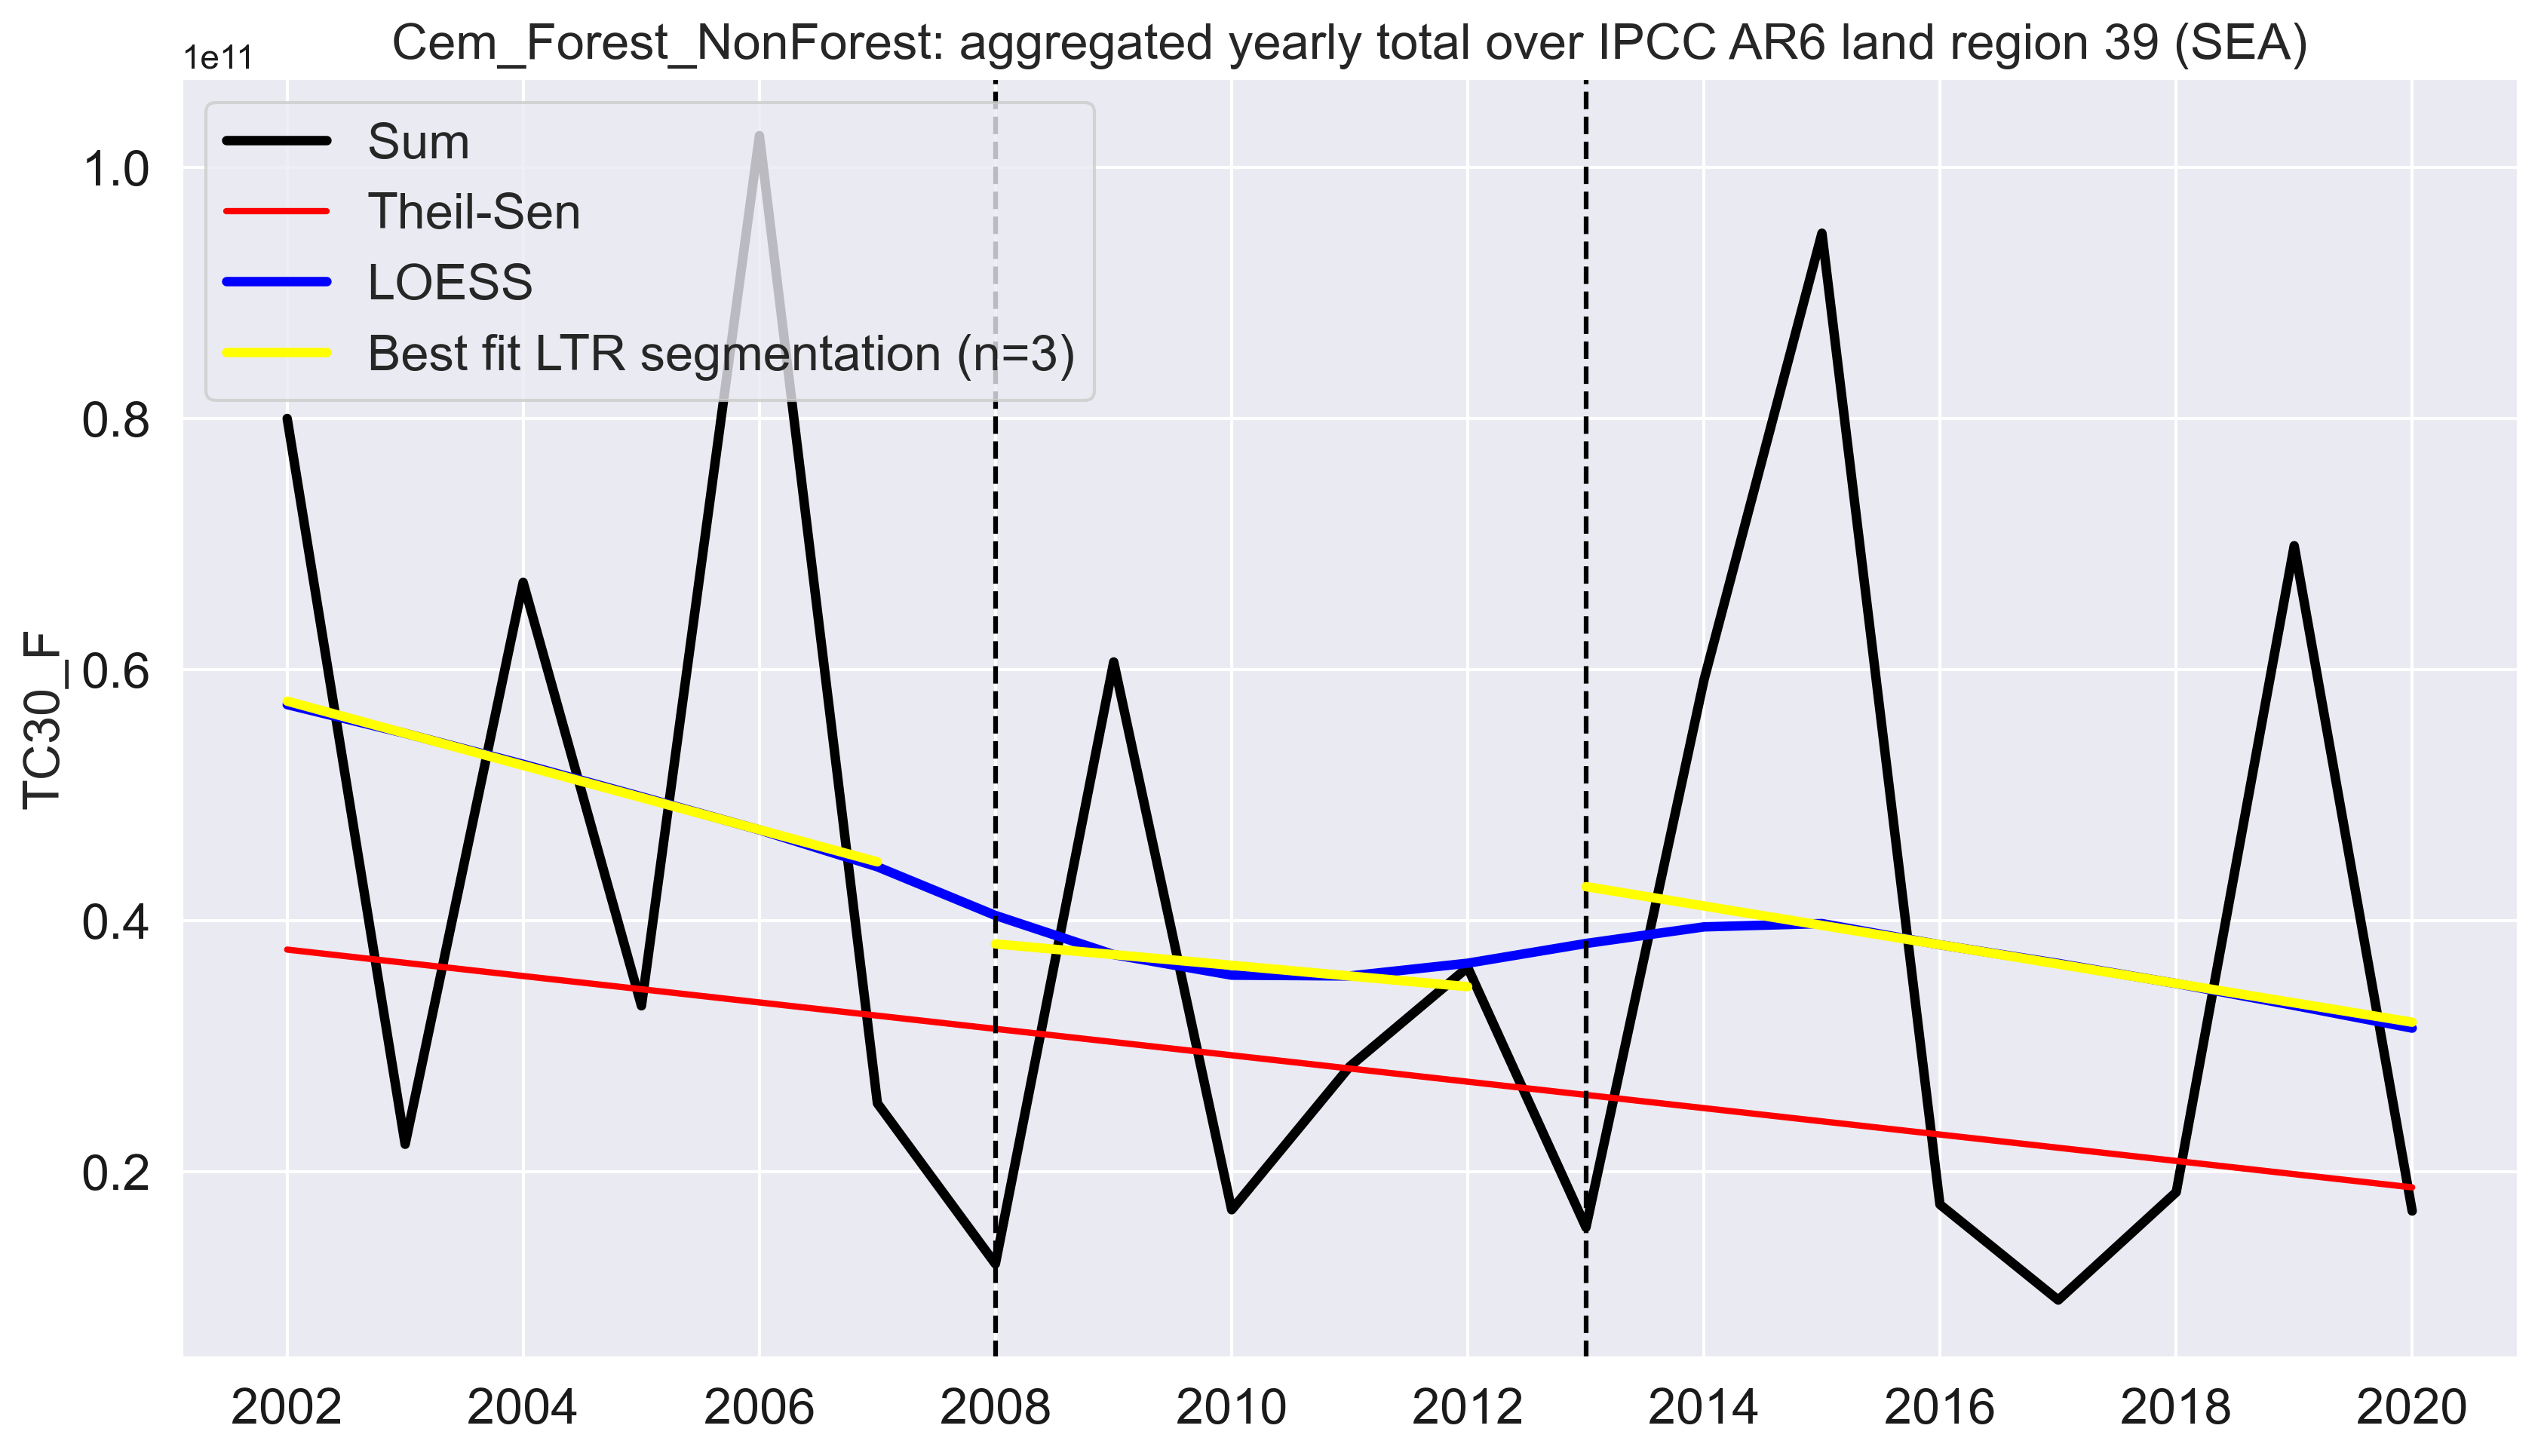 Cem_Forest_NonForest: aggregated yearly total over IPCC AR6 land region 39 (SEA)
1e11
Sum
Theil-Sen
LOESS
Best fit LTR segmentation (n=3)
1.0
0.8
0.6
0.4
0.2
TC30_F
2002 2004 2006 2008 2010 2012 2014 2016 2018 2020